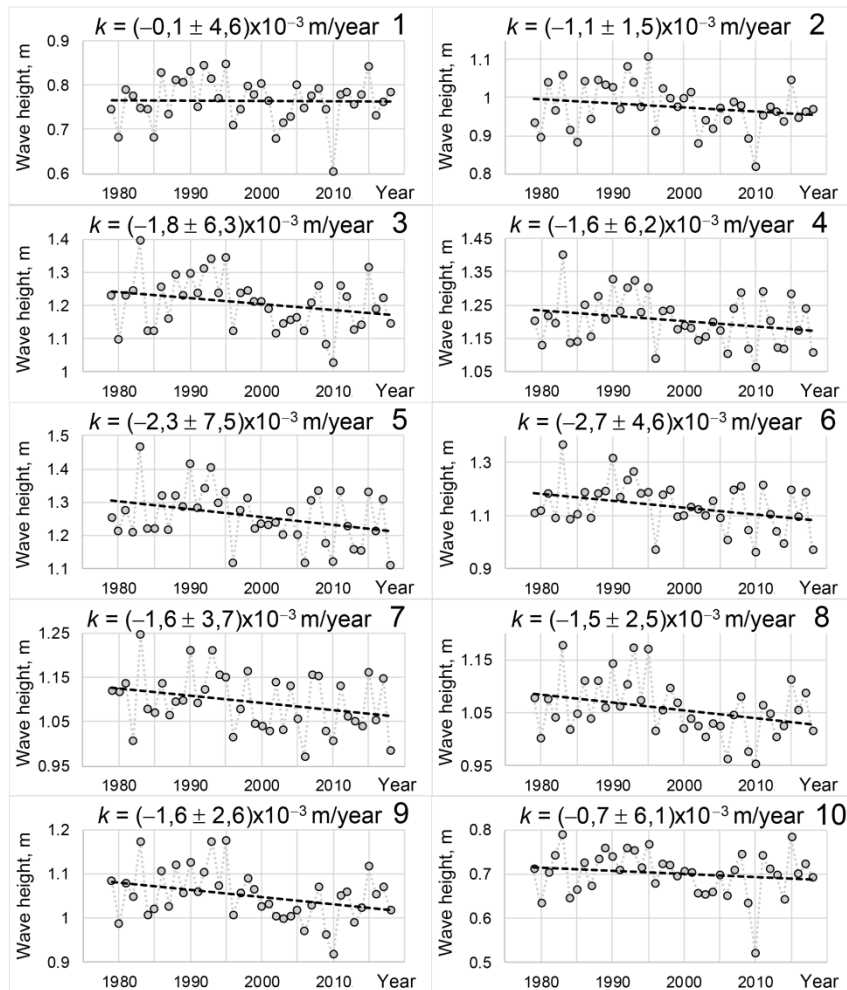 k = (−0,1 ± 4,6)x10⁻³ m/year 1
Wave height, m
0.9
0.8
0.7
0.6
1980 1990 2000 2010 Year
k = (−1,1 ± 1,5)x10⁻³ m/year 2
Wave height, m
1.1
1
0.9
0.8
1980 1990 2000 2010 Year
k = (−1,8 ± 6,3)x10⁻³ m/year 3
Wave height, m
1.4
1.3
1.2
1.1
1
1980 1990 2000 2010 Year
k = (−1,6 ± 6,2)x10⁻³ m/year 4
Wave height, m
1.45
1.35
1.25
1.15
1.05
1980 1990 2000 2010 Year
k = (−2,3 ± 7,5)x10⁻³ m/year 5
Wave height, m
1.5
1.4
1.3
1.2
1.1
1980 1990 2000 2010 Year
k = (−2,7 ± 4,6)x10⁻³ m/year 6
Wave height, m
1.3
1.1
0.9
1980 1990 2000 2010 Year
k = (−1,6 ± 3,7)x10⁻³ m/year 7
Wave height, m
1.25
1.15
1.05
0.95
1980 1990 2000 2010 Year
k = (−1,5 ± 2,5)x10⁻³ m/year 8
Wave height, m
1.15
1.05
0.95
1980 1990 2000 2010 Year
k = (−1,6 ± 2,6)x10⁻³ m/year 9
Wave height, m
1.2
1.1
1
0.9
1980 1990 2000 2010 Year
k = (−0,7 ± 6,1)x10⁻³ m/year 10
Wave height, m
0.8
0.7
0.6
0.5
1980 1990 2000 2010 Year